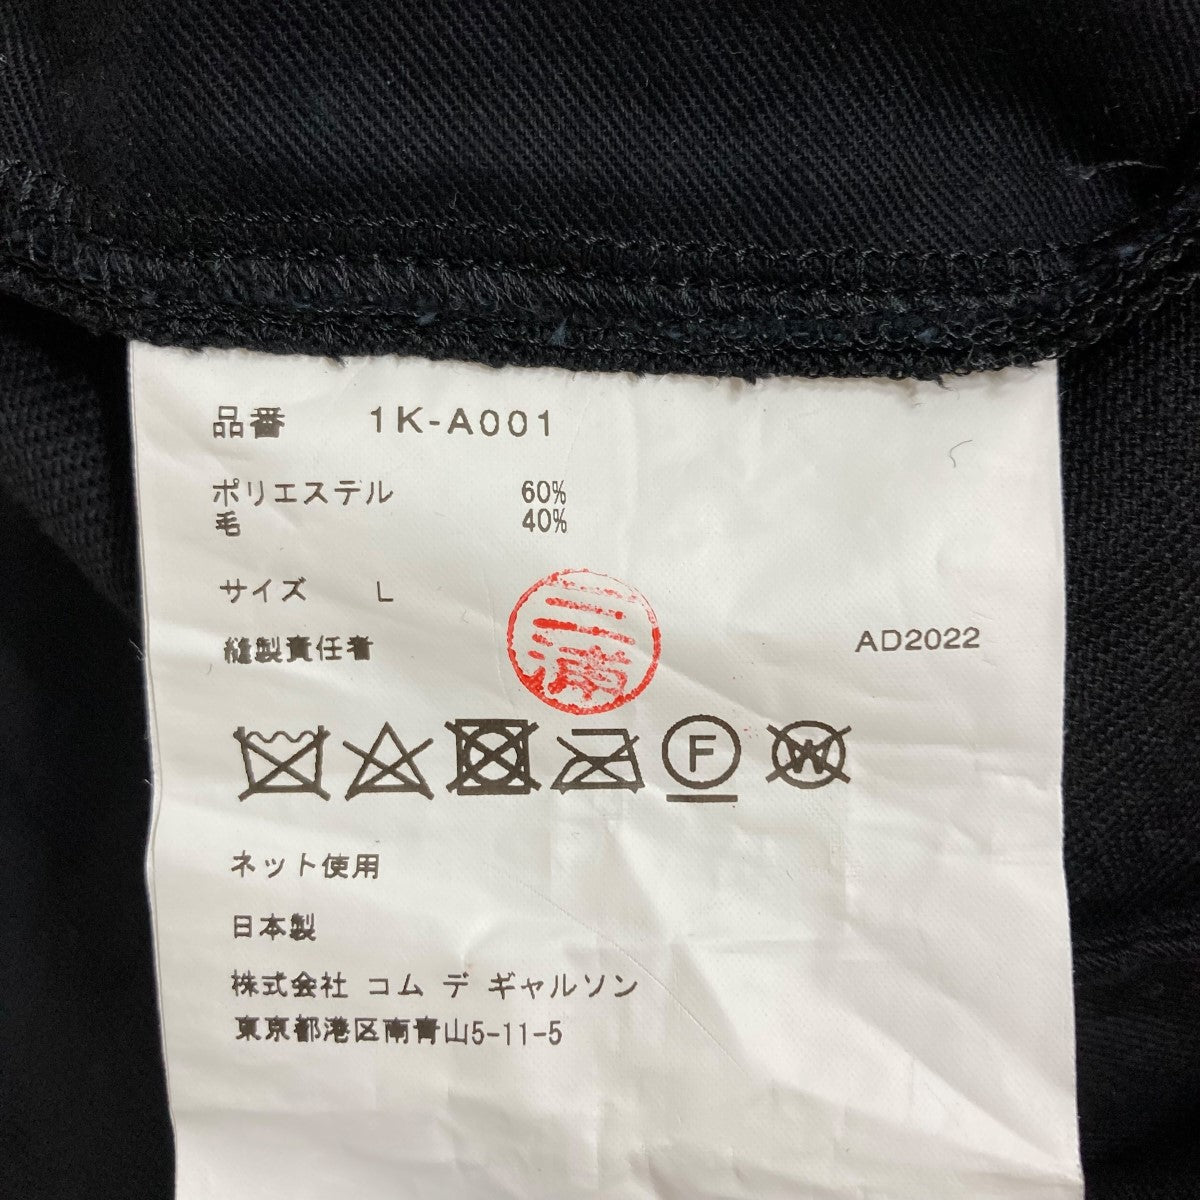 品番 1K-A001
ポリエステル 60%
毛 40%
サイズ L
三浦
縫製責任者
AD2022
F W
ネット使用
日本製
株式会社 コム デ ギャルソン
東京都港区南青山5-11-5